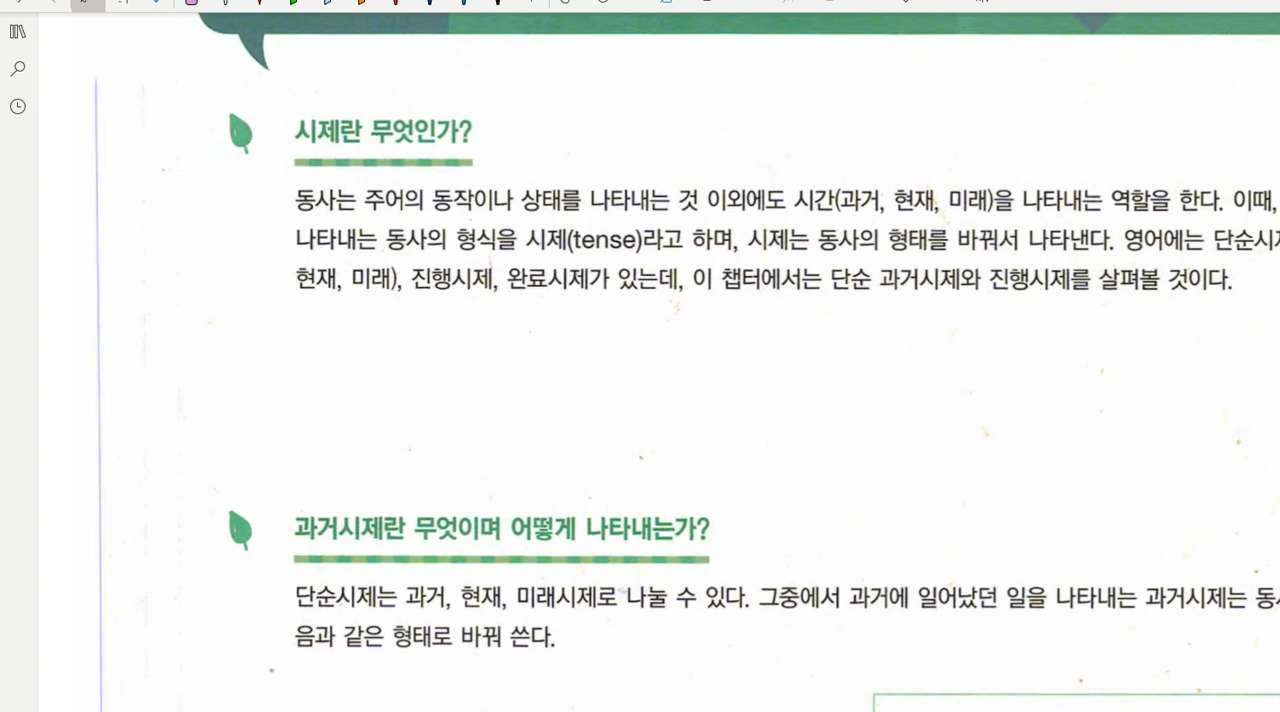 시제란 무엇인가?
동사는 주어의 동작이나 상태를 나타내는 것 이외에도 시간(과거, 현재, 미래)을 나타내는 역할을 한다. 이때,
나타내는 동사의 형식을 시제(tense)라고 하며, 시제는 동사의 형태를 바꿔서 나타낸다. 영어에는 단순시제
현재, 미래), 진행시제, 완료시제가 있는데, 이 챕터에서는 단순 과거시제와 진행시제를 살펴볼 것이다.
과거시제란 무엇이며 어떻게 나타내는가?
단순시제는 과거, 현재, 미래시제로 나눌 수 있다. 그중에서 과거에 일어났던 일을 나타내는 과거시제는
음과 같은 형태로 바꿔 쓴다.